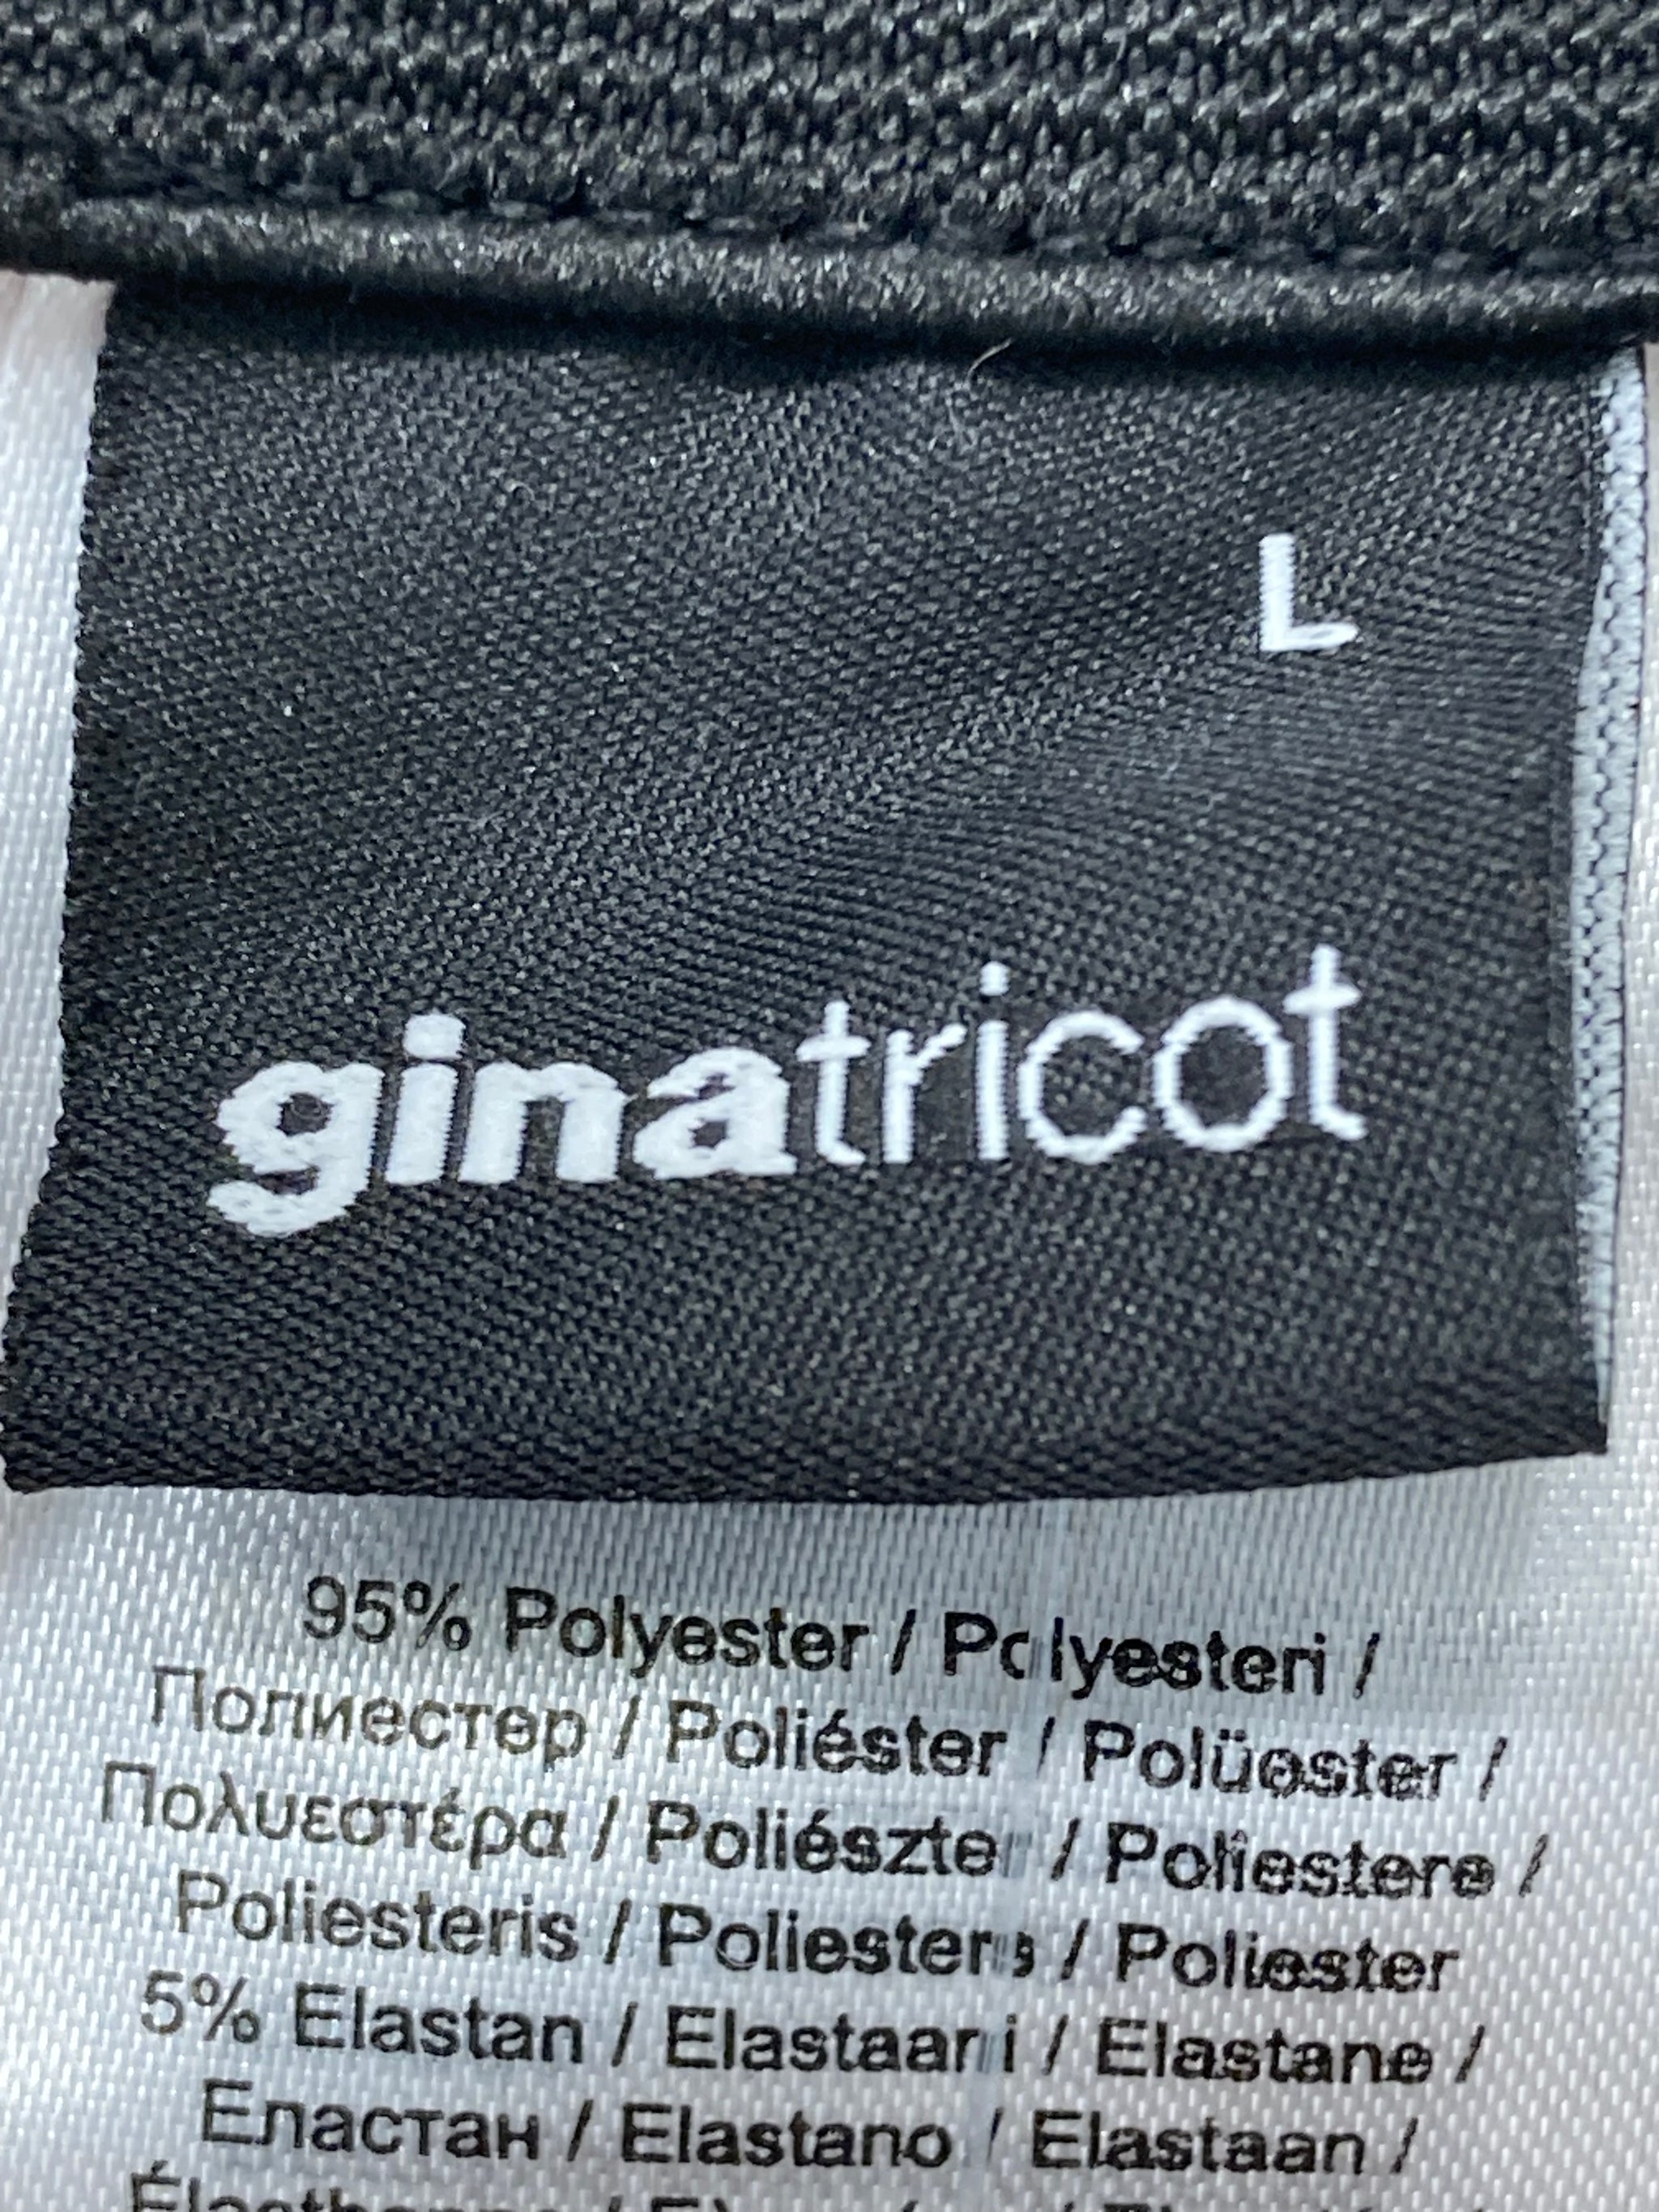 L
ginatricot
95% Polyester / Polyesteri /
Полиестер / Poliéster / Polüester /
Πολυεστέρα / Poliészte / Poliestere /
Poliesteris / Poliesters / Poliester
5% Elastan / Elastaani / Elastane /
Еластан / Elastano / Elastaan /